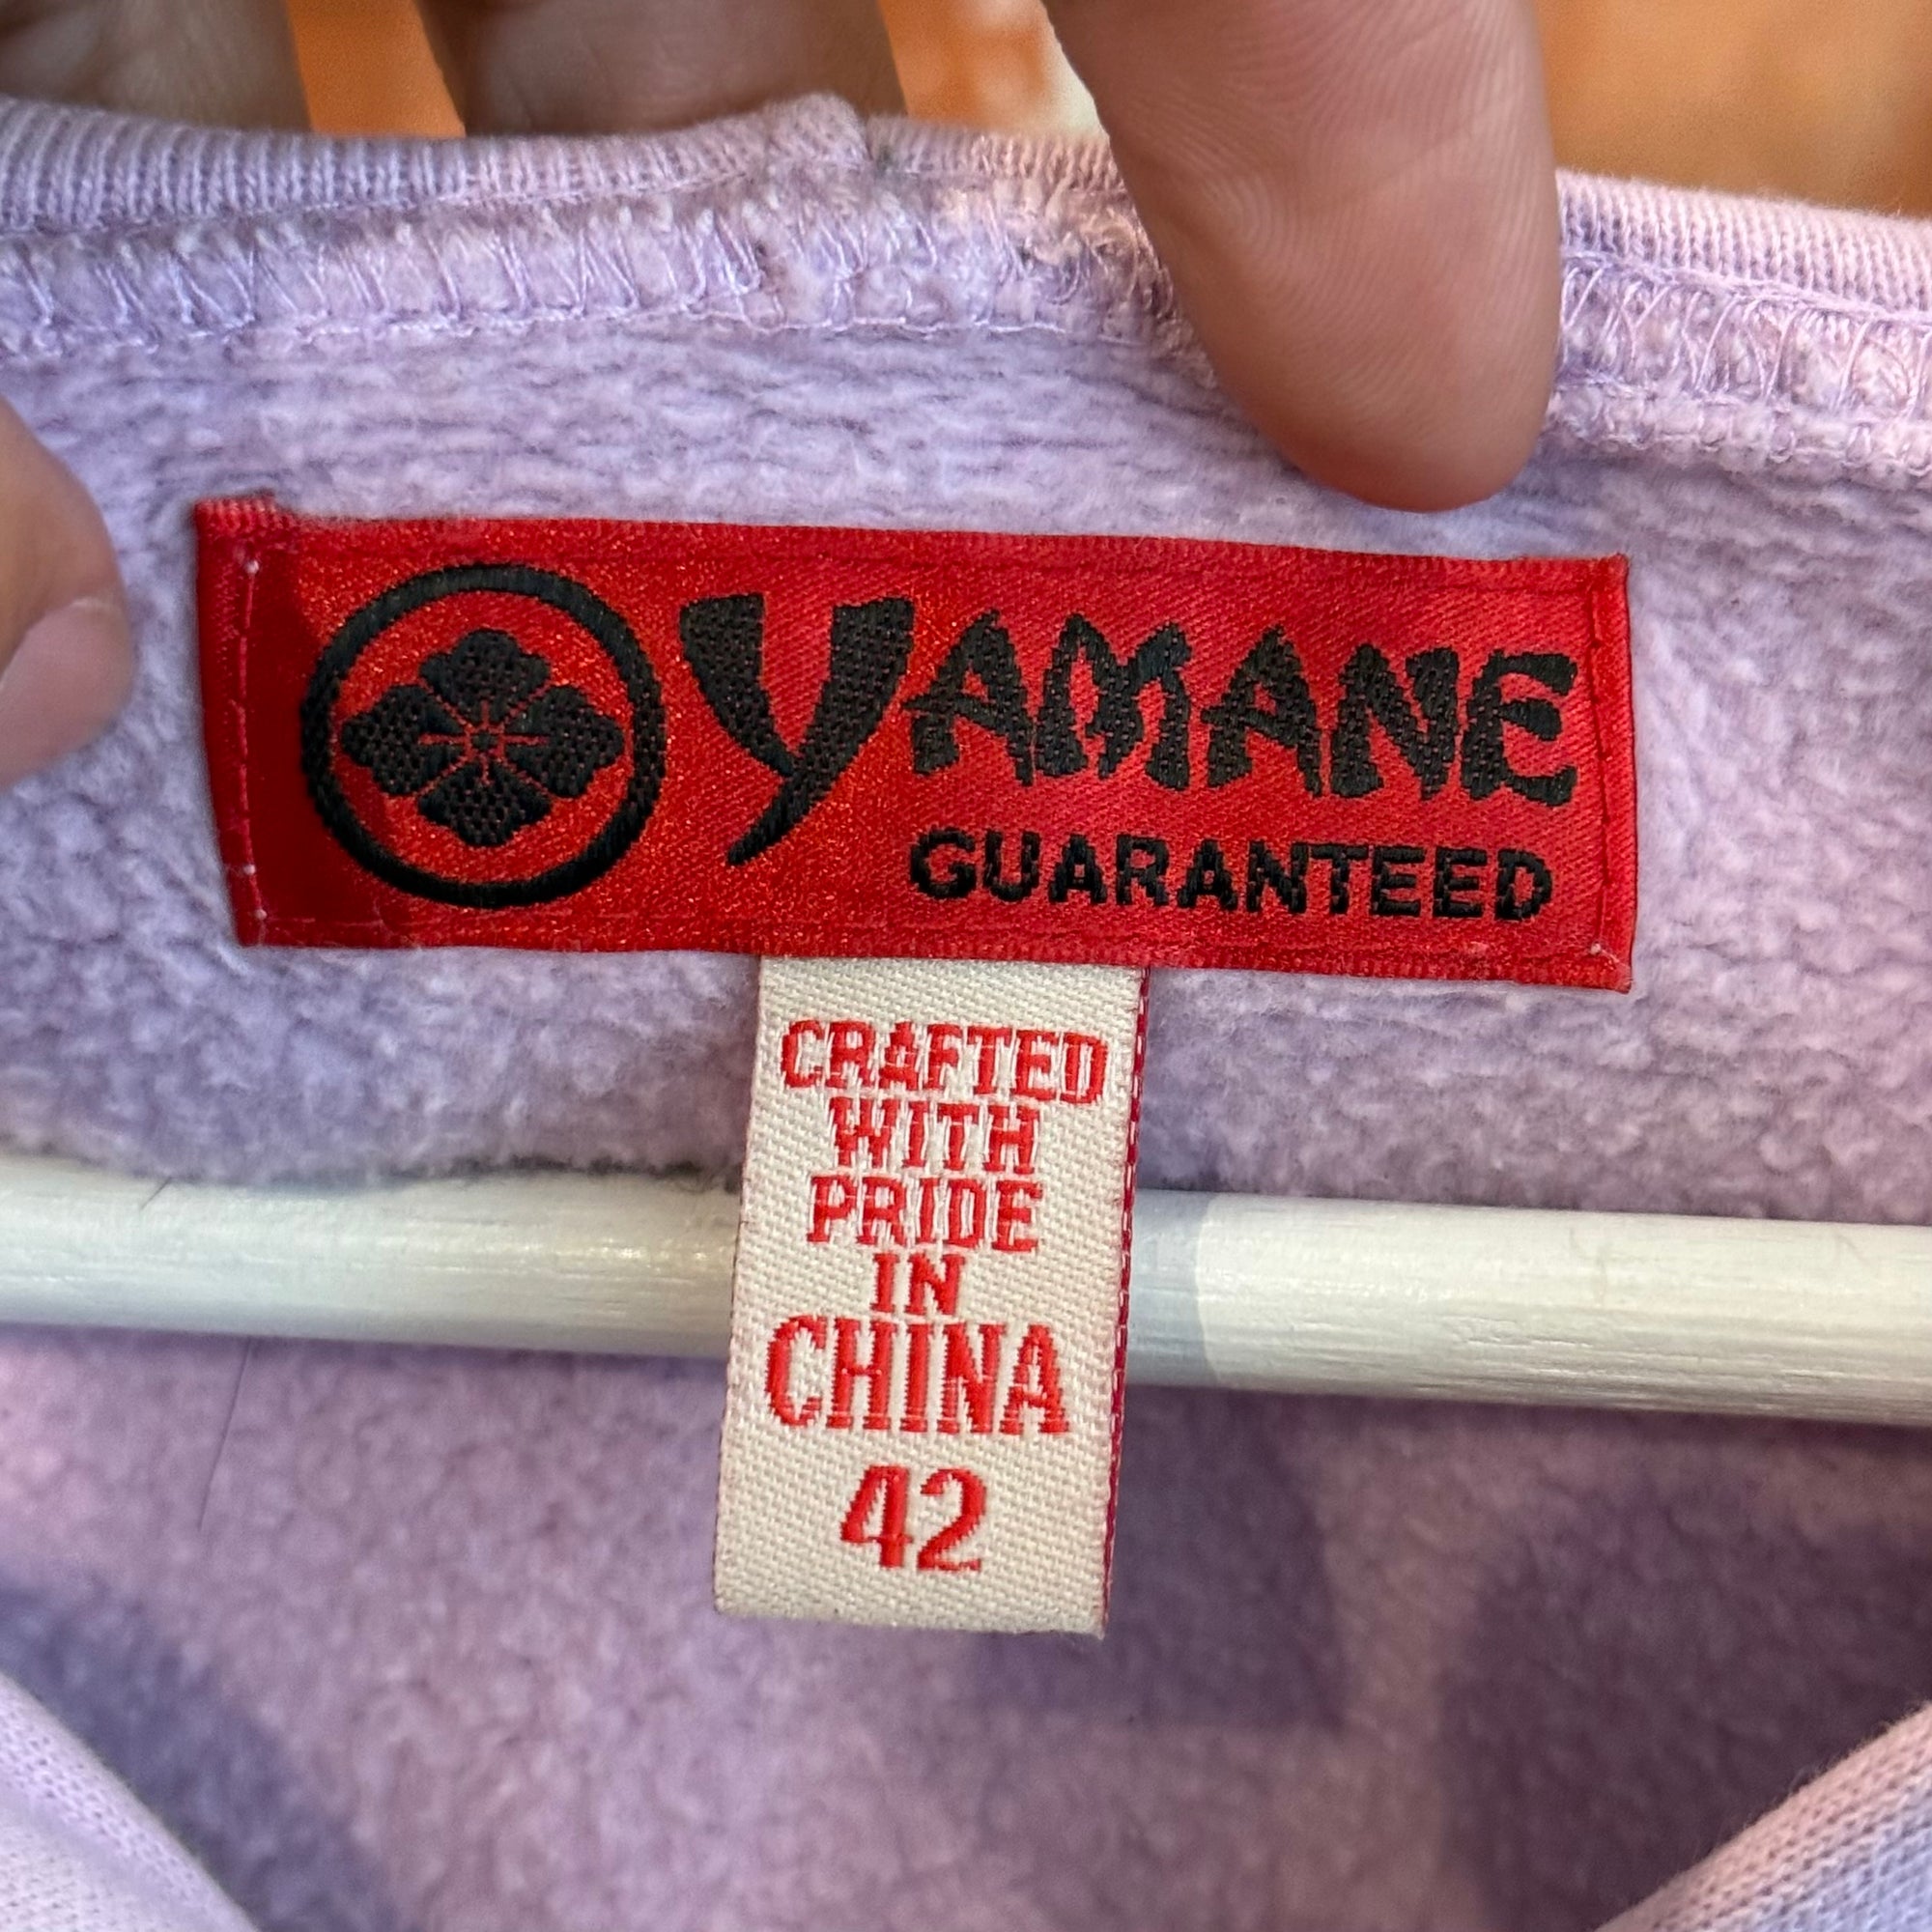 YAMANE
GUARANTEED
CRAFTED
WITH
PRIDE
IN
CHINA
42